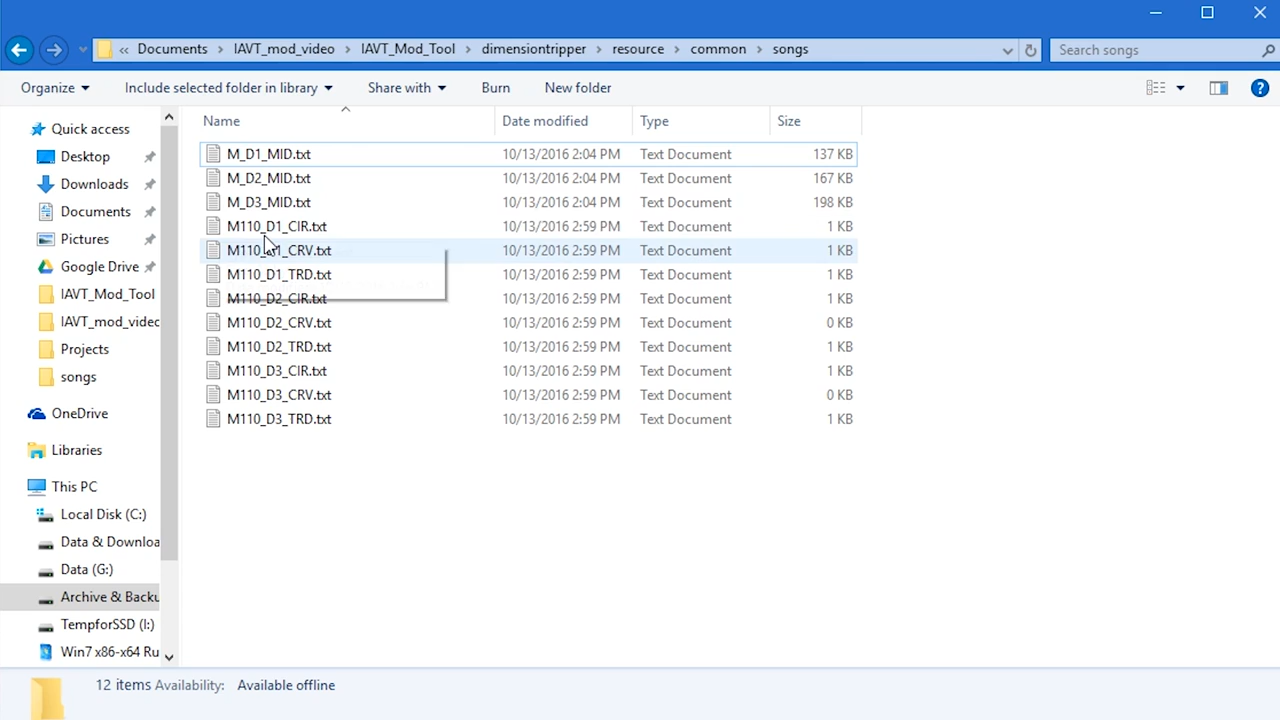 « Documents > IAVT_mod_video > IAVT_Mod_Tool > dimensiontripper > resource > common > songs
Search songs
Organize
Include selected folder in library
Share with
Burn
New folder
Name Date modified Type Size
Quick access
Desktop
Downloads
Documents
Pictures
Google Drive
IAVT_Mod_Tool
IAVT_mod_video
Projects
songs
OneDrive
Libraries
This PC
Local Disk (C:)
Data & Downloa
Data (G:)
Archive & Backu
TempforSSD (I:)
Win7 x86-x64 Ru
M_D1_MID.txt 10/13/2016 2:04 PM Text Document 137 KB
M_D2_MID.txt 10/13/2016 2:04 PM Text Document 167 KB
M_D3_MID.txt 10/13/2016 2:04 PM Text Document 198 KB
M110_D1_CIR.txt 10/13/2016 2:59 PM Text Document 1 KB
M110_D1_CRV.txt 10/13/2016 2:59 PM Text Document 1 KB
M110_D1_TRD.txt 10/13/2016 2:59 PM Text Document 1 KB
M110_D2_CIR.txt 10/13/2016 2:59 PM Text Document 1 KB
M110_D2_CRV.txt 10/13/2016 2:59 PM Text Document 0 KB
M110_D2_TRD.txt 10/13/2016 2:59 PM Text Document 1 KB
M110_D3_CIR.txt 10/13/2016 2:59 PM Text Document 1 KB
M110_D3_CRV.txt 10/13/2016 2:59 PM Text Document 0 KB
M110_D3_TRD.txt 10/13/2016 2:59 PM Text Document 1 KB
12 items Availability: Available offline